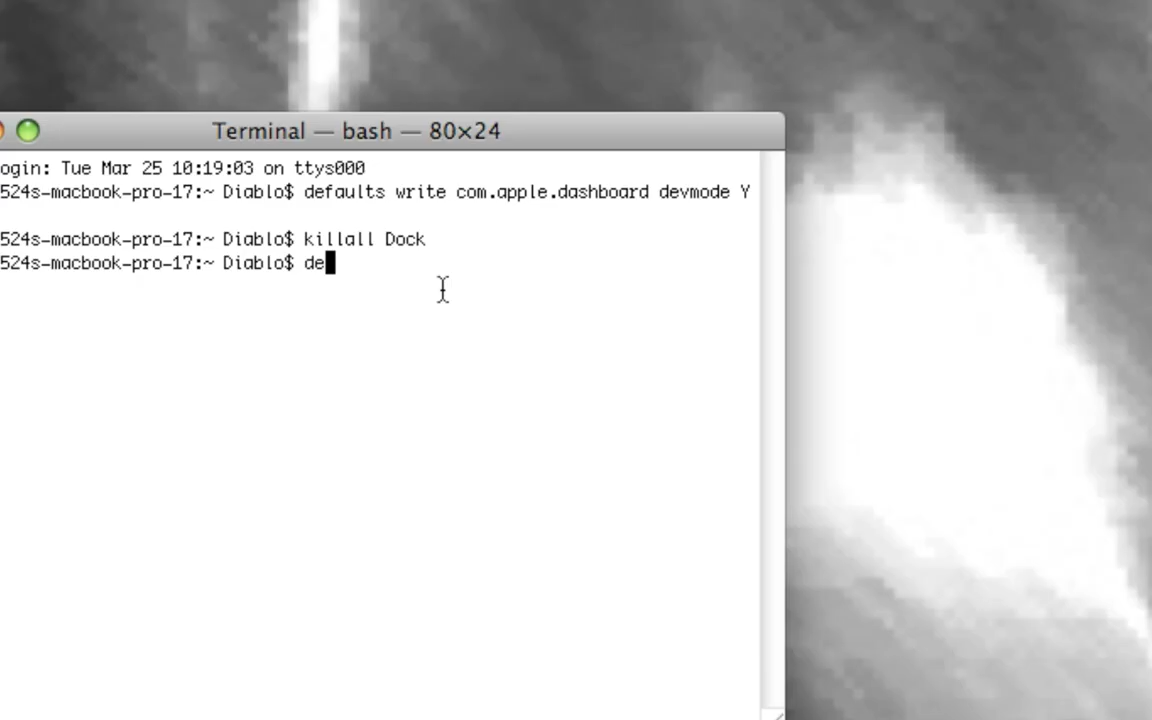 Terminal — bash — 80×24
ogin: Tue Mar 25 10:19:03 on ttys000
524s-macbook-pro-17:~ Diablo$ defaults write com.apple.dashboard devmode Y
524s-macbook-pro-17:~ Diablo$ killall Dock
524s-macbook-pro-17:~ Diablo$ de